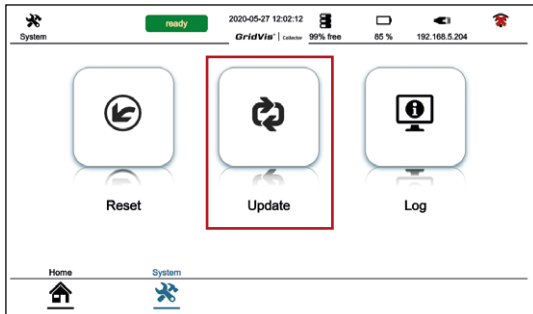 System
ready
2020-05-27 12:02:12
GridVis® | Collector
99% free
85 %
192.168.5.204
Reset
Update
Log
Home
System